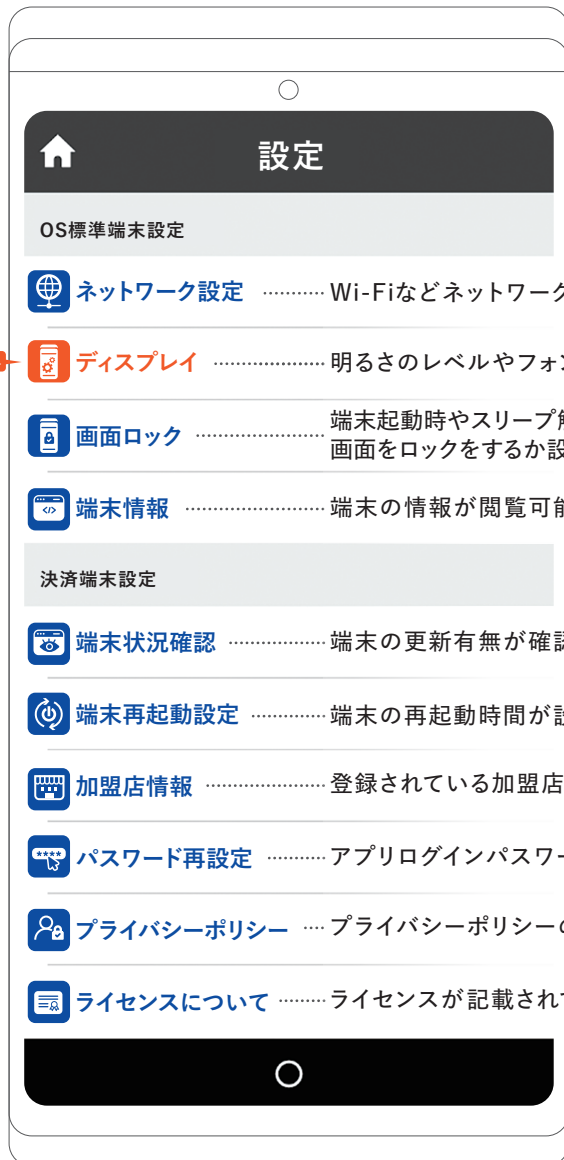 設定
OS標準端末設定
ネットワーク設定 ………… Wi-Fiなどネットワーク
ディスプレイ ………………… 明るさのレベルやフォン
画面ロック …………………… 端末起動時やスリープ解
画面をロックをするか設
端末情報 ……………………… 端末の情報が閲覧可能
決済端末設定
端末状況確認 ……………… 端末の更新有無が確認
端末再起動設定 ………… 端末の再起動時間が設
加盟店情報 ………………… 登録されている加盟店
パスワード再設定 ………… アプリログインパスワー
プライバシーポリシー …… プライバシーポリシーの
ライセンスについて ……… ライセンスが記載されて